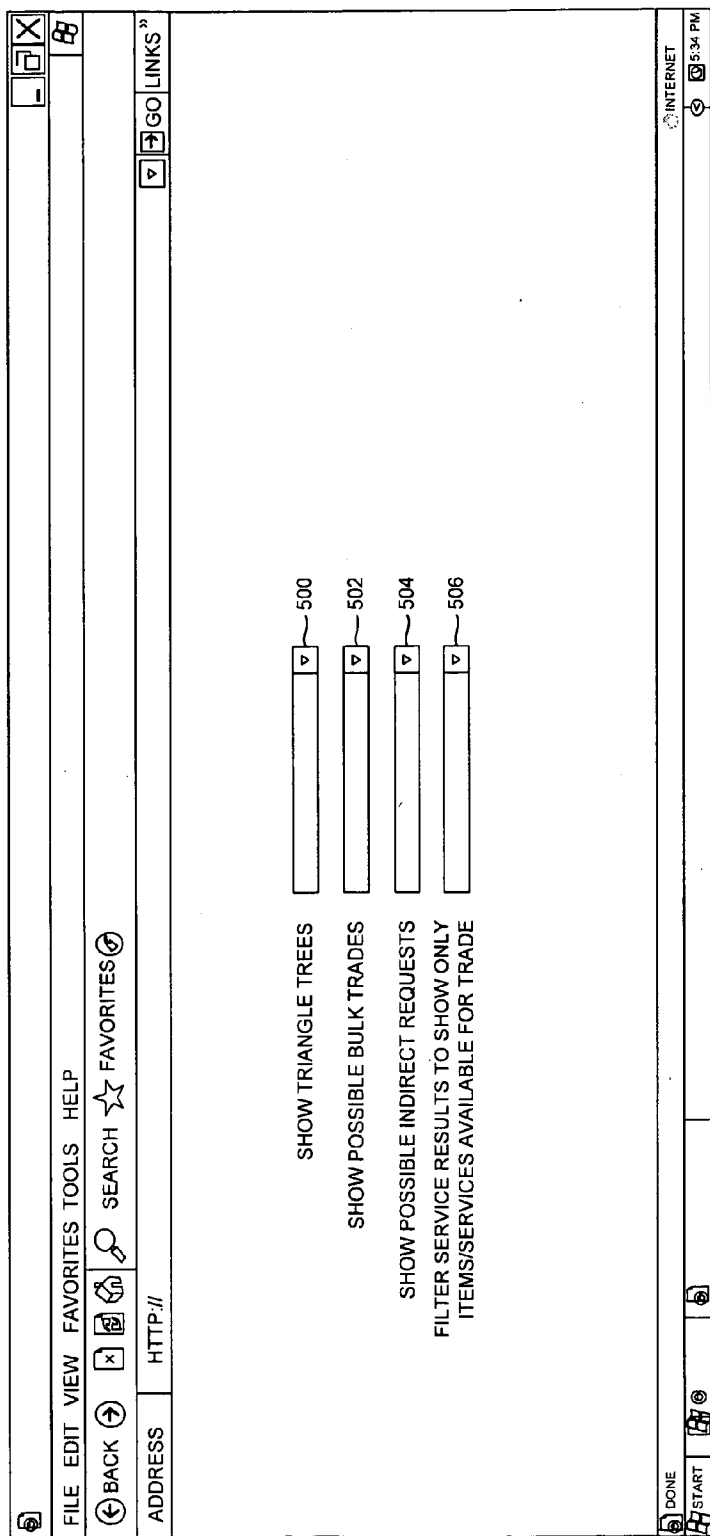 FILE EDIT VIEW FAVORITES TOOLS HELP
BACK SEARCH FAVORITES
ADDRESS HTTP:// GO LINKS »
SHOW TRIANGLE TREES 500
SHOW POSSIBLE BULK TRADES 502
SHOW POSSIBLE INDIRECT REQUESTS 504
FILTER SERVICE RESULTS TO SHOW ONLY
ITEMS/SERVICES AVAILABLE FOR TRADE 506
DONE INTERNET
START 5:34 PM